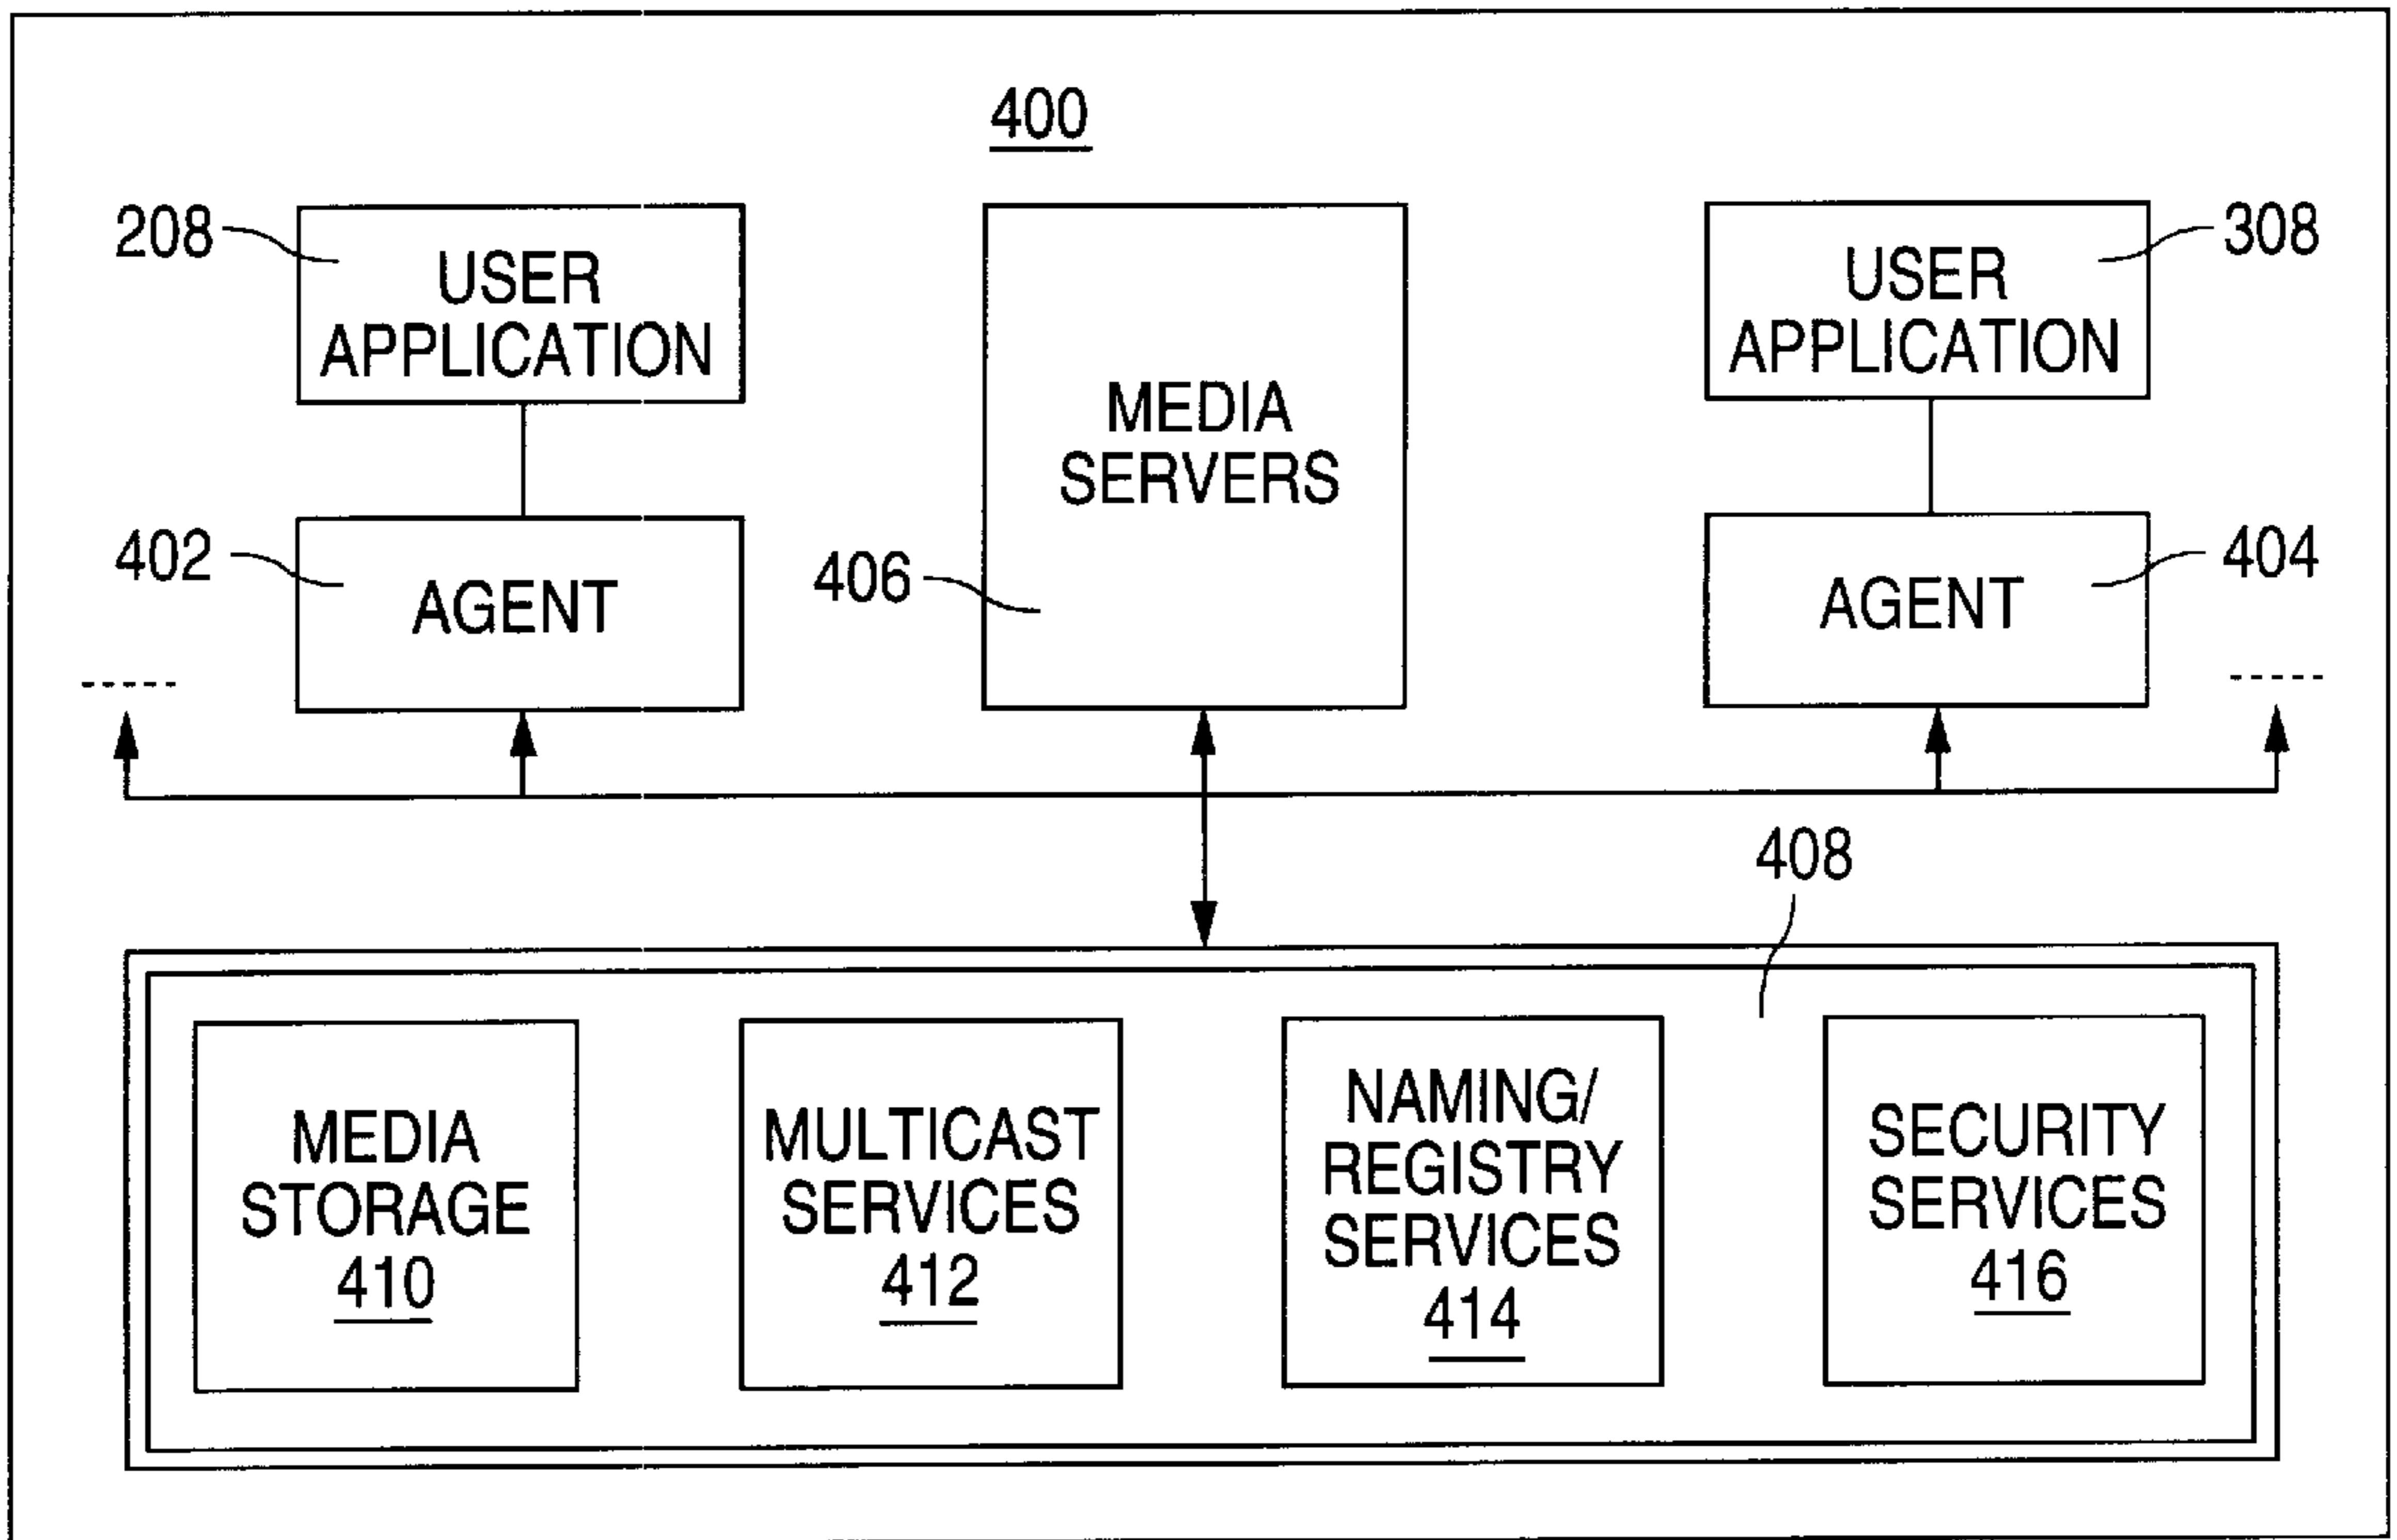 400
208
USER
APPLICATION
MEDIA
SERVERS
308
USER
APPLICATION
402
AGENT
406
404
AGENT
408
MEDIA
STORAGE
410
MULTICAST
SERVICES
412
NAMING/
REGISTRY
SERVICES
414
SECURITY
SERVICES
416